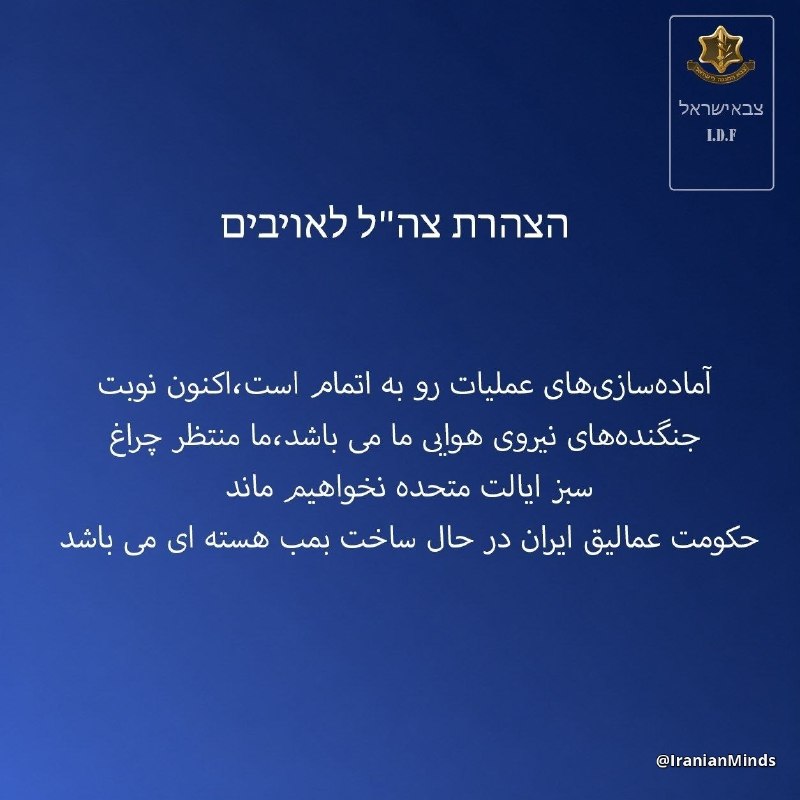 צבא ישראל
I.D.F
הצהרת צה"ל לאויבים
آماده‌سازی‌های عملیات رو به اتمام است،اکنون نوبت
جنگنده‌های نیروی هوایی ما می باشد،ما منتظر چراغ
سبز ایالت متحده نخواهیم ماند
حکومت عمالیق ایران در حال ساخت بمب هسته ای می باشد
@IranianMinds